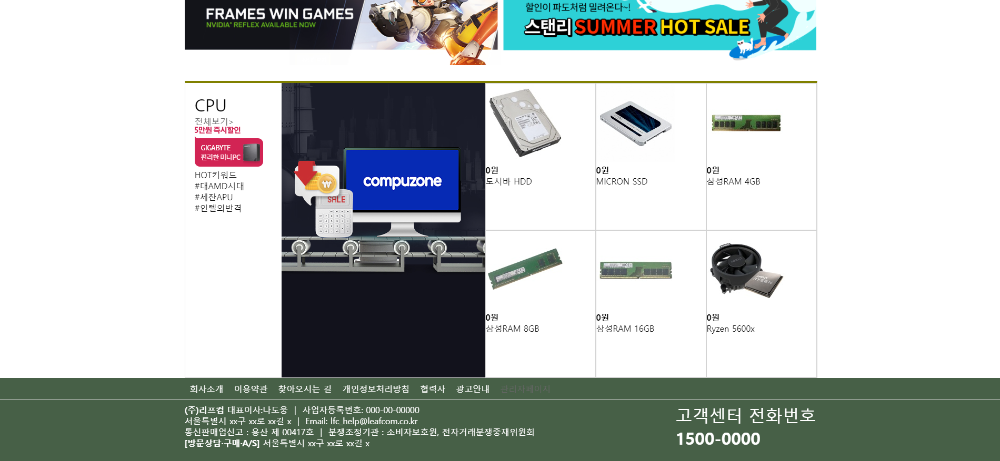 FRAMES WIN GAMES
NVIDIA® REFLEX AVAILABLE NOW
할인이 파도처럼 밀려온다~!
스탠리 SUMMER HOT SALE
CPU
전체보기>
5만원 즉시할인
GIGABYTE
편리한 미니PC
HOT키워드
#대AMD시대
#세잔APU
#인텔의반격
compuzone
SALE
0원
도시바 HDD
0원
MICRON SSD
0원
삼성RAM 4GB
0원
삼성RAM 8GB
0원
삼성RAM 16GB
AMD
RYZEN
0원
Ryzen 5600x
회사소개 이용약관 찾아오시는 길 개인정보처리방침 협력사 광고안내 관리자페이지
(주)리프컴 대표이사:나도웅 | 사업자등록번호: 000-00-00000
서울특별시 xx구 xx로 xx길 x | Email: lfc_help@leafcom.co.kr
통신판매업신고 : 용산 제 00417호 | 분쟁조정기관 : 소비자보호원, 전자거래분쟁중재위원회
[방문상담·구매·A/S] 서울특별시 xx구 xx로 xx길 x
고객센터 전화번호
1500-0000